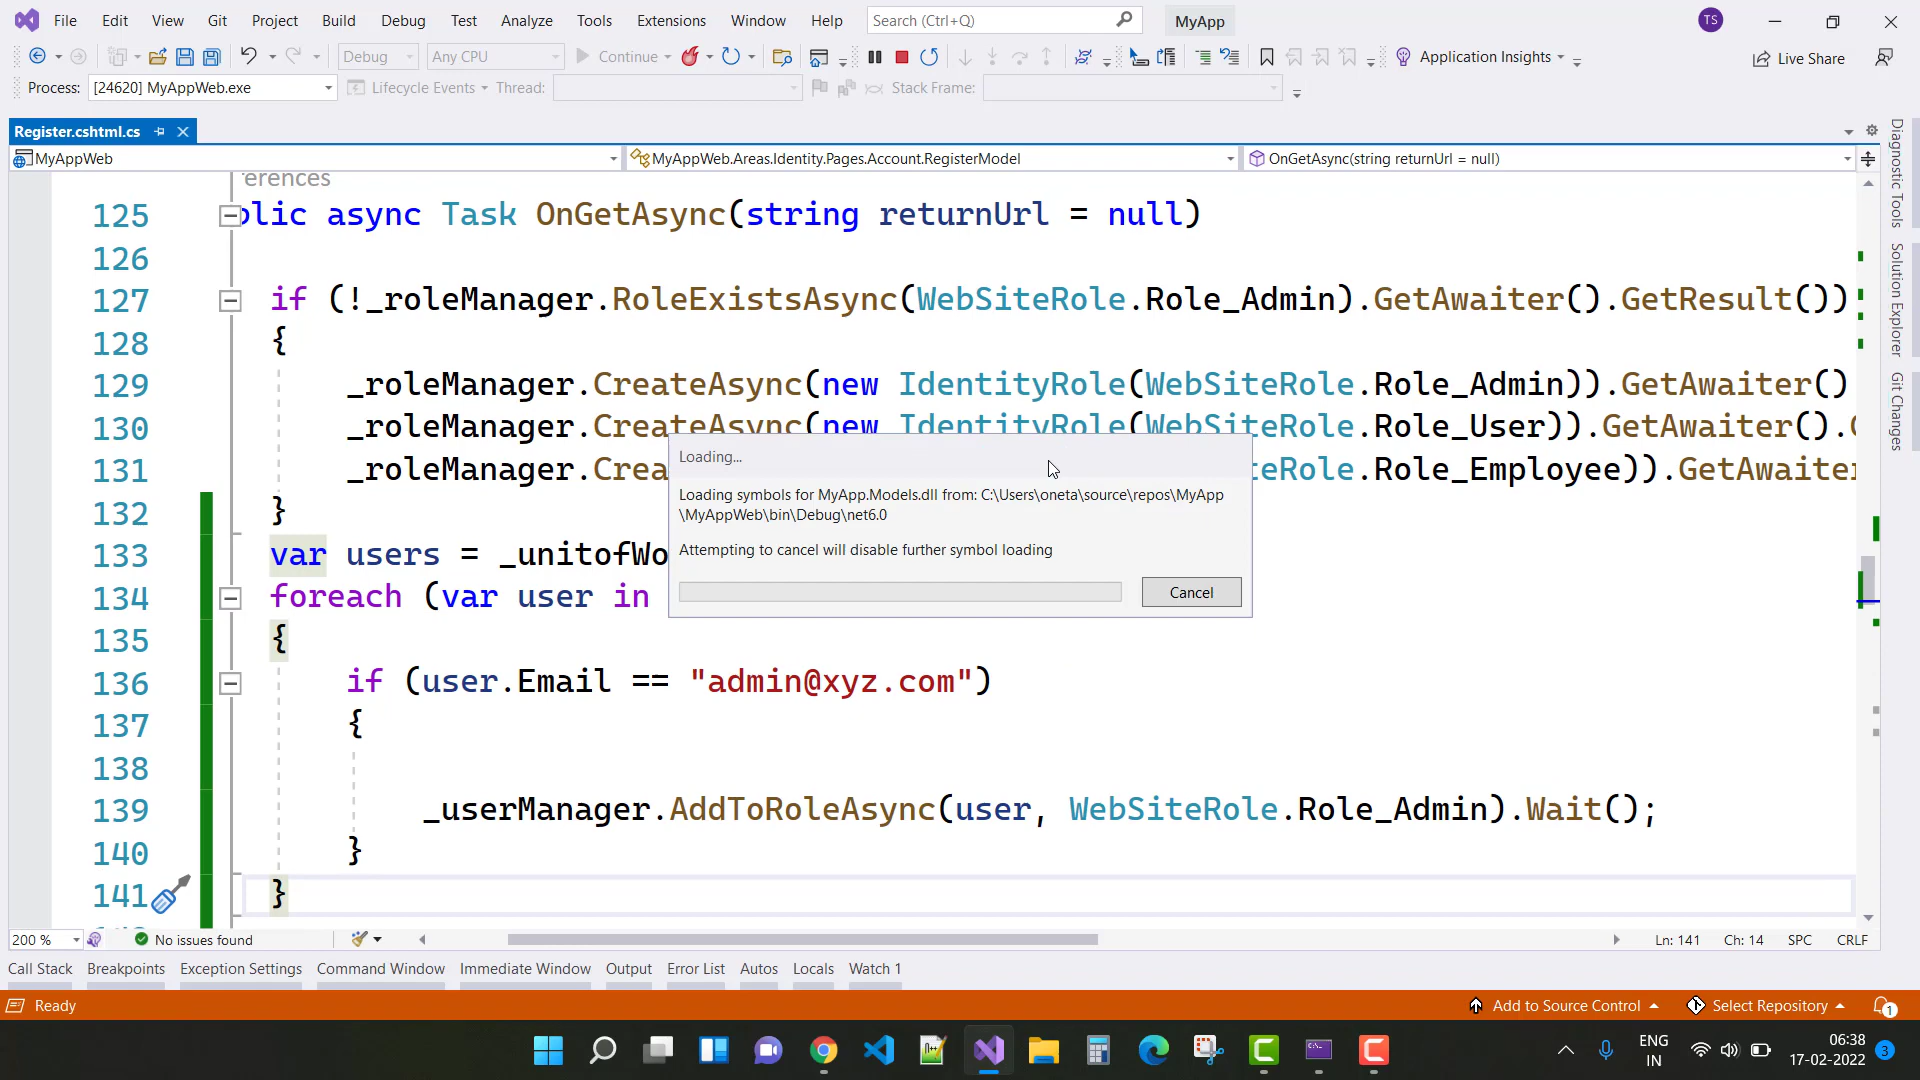 File Edit View Git Project Build Debug Test Analyze Tools Extensions Window Help Search (Ctrl+Q) MyApp TS
Debug Any CPU Continue Application Insights Live Share
Process: [24620] MyAppWeb.exe Lifecycle Events Thread: Stack Frame:
Register.cshtml.cs
MyAppWeb MyAppWeb.Areas.Identity.Pages.Account.RegisterModel OnGetAsync(string returnUrl = null)
erences
125 blic async Task OnGetAsync(string returnUrl = null)
126
127 if (!_roleManager.RoleExistsAsync(WebSiteRole.Role_Admin).GetAwaiter().GetResult())
128 {
129 _roleManager.CreateAsync(new IdentityRole(WebSiteRole.Role_Admin)).GetAwaiter()
130 _roleManager.CreateAsync(new IdentityRole(WebSiteRole.Role_User)).GetAwaiter().
131 _roleManager.Crea teRole.Role_Employee)).GetAwaiter
132 }
133 var users = _unitofWo
134 foreach (var user in
135 {
136 if (user.Email == "admin@xyz.com")
137 {
138
139 _userManager.AddToRoleAsync(user, WebSiteRole.Role_Admin).Wait();
140 }
141 }
Loading...
Loading symbols for MyApp.Models.dll from: C:\Users\oneta\source\repos\MyApp
\MyAppWeb\bin\Debug\net6.0
Attempting to cancel will disable further symbol loading
Cancel
Diagnostic Tools
Solution Explorer
Git Changes
200 % No issues found Ln: 141 Ch: 14 SPC CRLF
Call Stack Breakpoints Exception Settings Command Window Immediate Window Output Error List Autos Locals Watch 1
Ready Add to Source Control Select Repository 1
ENG
IN
06:38
17-02-2022
3